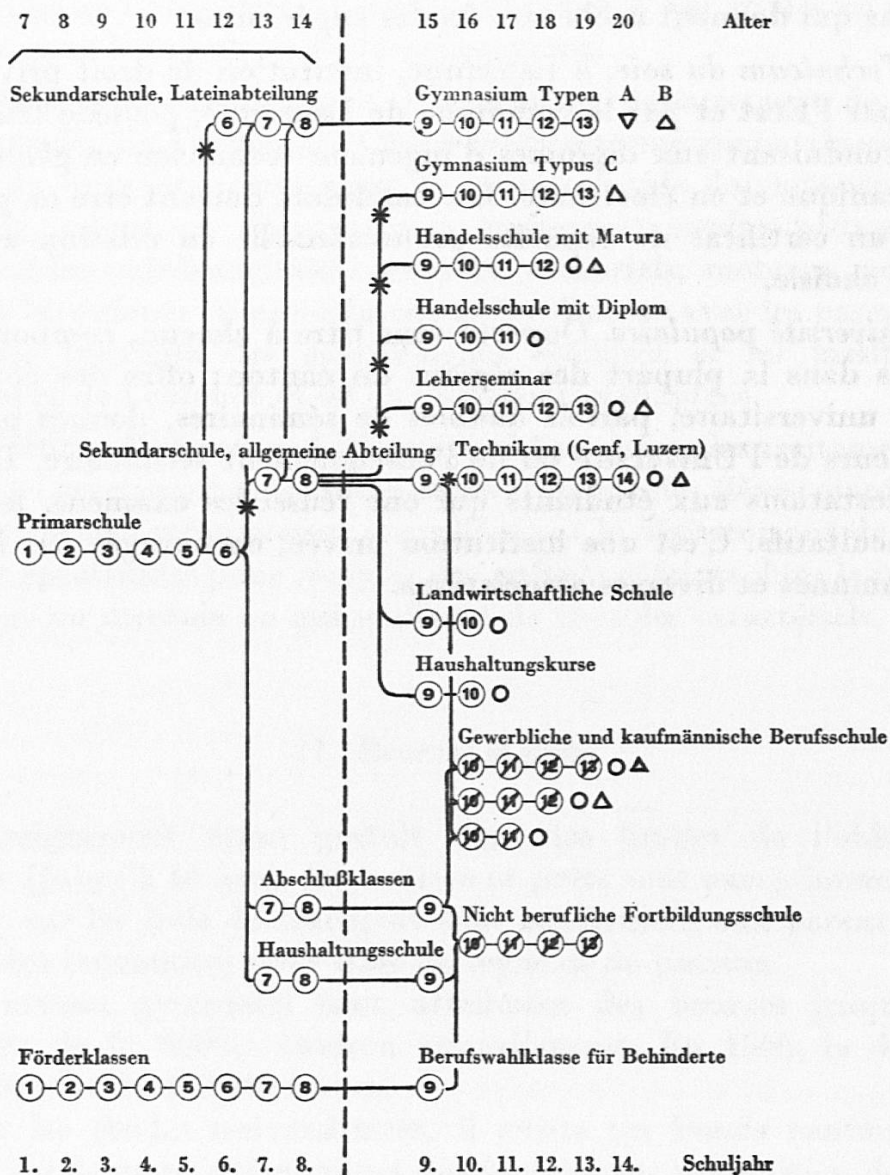 7 8 9 10 11 12 13 14 15 16 17 18 19 20 Alter
Sekundarschule, Lateinabteilung Gymnasium Typen A B
6 7 8 9 10 11 12 13
Gymnasium Typus C
9 10 11 12 13
Handelsschule mit Matura
9 10 11 12
Handelsschule mit Diplom
9 10 11
Lehrerseminar
9 10 11 12 13
Sekundarschule, allgemeine Abteilung Technikum (Genf, Luzern)
7 8 9 10 11 12 13 14
Primarschule
1 2 3 4 5 6
Landwirtschaftliche Schule
9 10
Haushaltungskurse
9 10
Gewerbliche und kaufmännische Berufsschule
10 11 12 13
10 11 12
10 11
Abschlußklassen
7 8 9
Nicht berufliche Fortbildungsschule
10 11 12 13
Haushaltungsschule
7 8 9
Förderklassen Berufswahlklasse für Behinderte
1 2 3 4 5 6 7 8 9
1. 2. 3. 4. 5. 6. 7. 8. 9. 10. 11. 12. 13. 14. Schuljahr